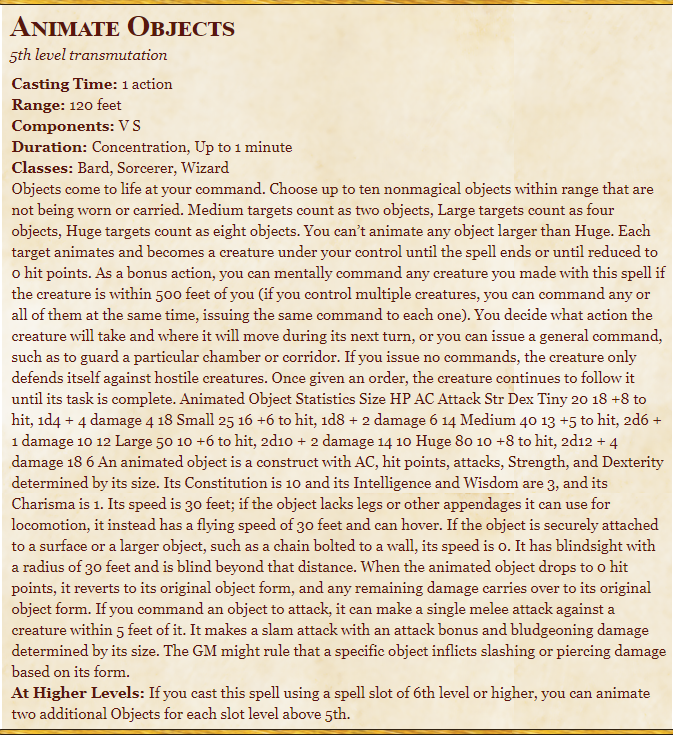 Animate Objects
5th level transmutation
Casting Time: 1 action
Range: 120 feet
Components: V S
Duration: Concentration, Up to 1 minute
Classes: Bard, Sorcerer, Wizard
Objects come to life at your command. Choose up to ten nonmagical objects within range that are
not being worn or carried. Medium targets count as two objects, Large targets count as four
objects, Huge targets count as eight objects. You can’t animate any object larger than Huge. Each
target animates and becomes a creature under your control until the spell ends or until reduced to
0 hit points. As a bonus action, you can mentally command any creature you made with this spell if
the creature is within 500 feet of you (if you control multiple creatures, you can command any or
all of them at the same time, issuing the same command to each one). You decide what action the
creature will take and where it will move during its next turn, or you can issue a general command,
such as to guard a particular chamber or corridor. If you issue no commands, the creature only
defends itself against hostile creatures. Once given an order, the creature continues to follow it
until its task is complete. Animated Object Statistics Size HP AC Attack Str Dex Tiny 20 18 +8 to
hit, 1d4 + 4 damage 4 18 Small 25 16 +6 to hit, 1d8 + 2 damage 6 14 Medium 40 13 +5 to hit, 2d6 +
1 damage 10 12 Large 50 10 +6 to hit, 2d10 + 2 damage 14 10 Huge 80 10 +8 to hit, 2d12 + 4
damage 18 6 An animated object is a construct with AC, hit points, attacks, Strength, and Dexterity
determined by its size. Its Constitution is 10 and its Intelligence and Wisdom are 3, and its
Charisma is 1. Its speed is 30 feet; if the object lacks legs or other appendages it can use for
locomotion, it instead has a flying speed of 30 feet and can hover. If the object is securely attached
to a surface or a larger object, such as a chain bolted to a wall, its speed is 0. It has blindsight with
a radius of 30 feet and is blind beyond that distance. When the animated object drops to 0 hit
points, it reverts to its original object form, and any remaining damage carries over to its original
object form. If you command an object to attack, it can make a single melee attack against a
creature within 5 feet of it. It makes a slam attack with an attack bonus and bludgeoning damage
determined by its size. The GM might rule that a specific object inflicts slashing or piercing damage
based on its form.
At Higher Levels: If you cast this spell using a spell slot of 6th level or higher, you can animate
two additional Objects for each slot level above 5th.